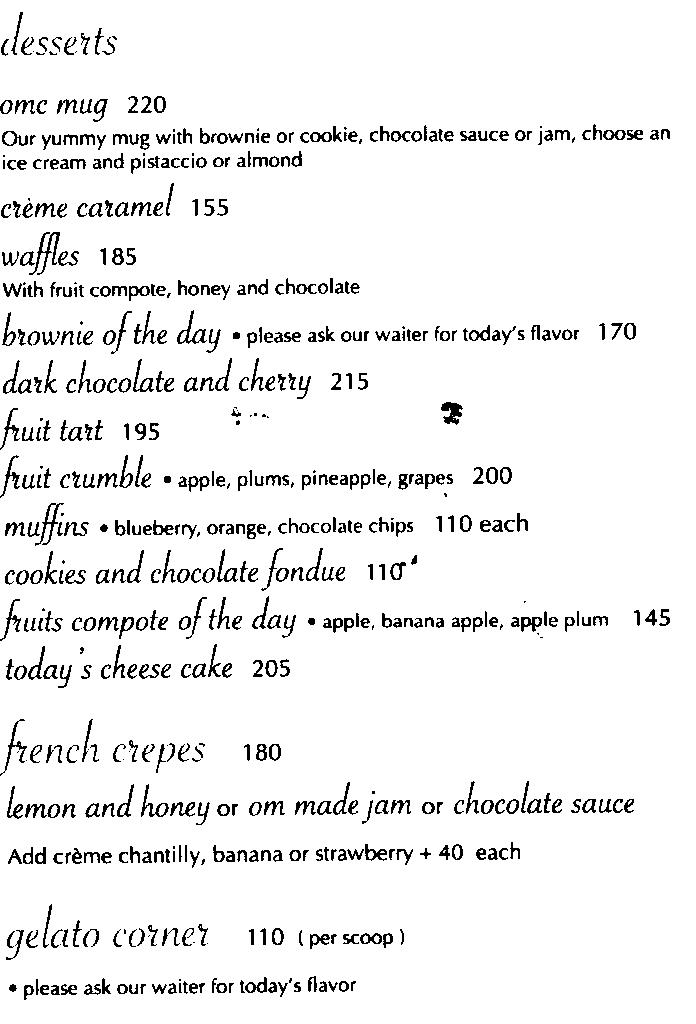 desserts
omc mug 220
Our yummy mug with brownie or cookie, chocolate sauce or jam, choose an
ice cream and pistaccio or almond
crème caramel 155
waffles 185
With fruit compote, honey and chocolate
brownie of the day • please ask our waiter for today's flavor 170
dark chocolate and cherry 215
fruit tart 195
fruit crumble • apple, plums, pineapple, grapes 200
muffins • blueberry, orange, chocolate chips 110 each
cookies and chocolate fondue 110
fruits compote of the day • apple, banana apple, apple plum 145
today's cheese cake 205
french crepes 180
lemon and honey or om made jam or chocolate sauce
Add crème chantilly, banana or strawberry + 40 each
gelato corner 110 ( per scoop )
• please ask our waiter for today's flavor